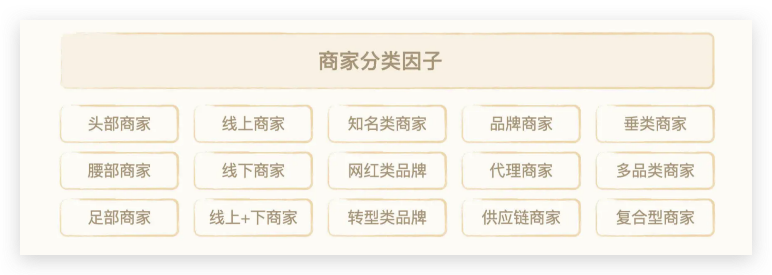 商家分类因子
头部商家 线上商家 知名类商家 品牌商家 垂类商家
腰部商家 线下商家 网红类品牌 代理商家 多品类商家
足部商家 线上+下商家 转型类品牌 供应链商家 复合型商家